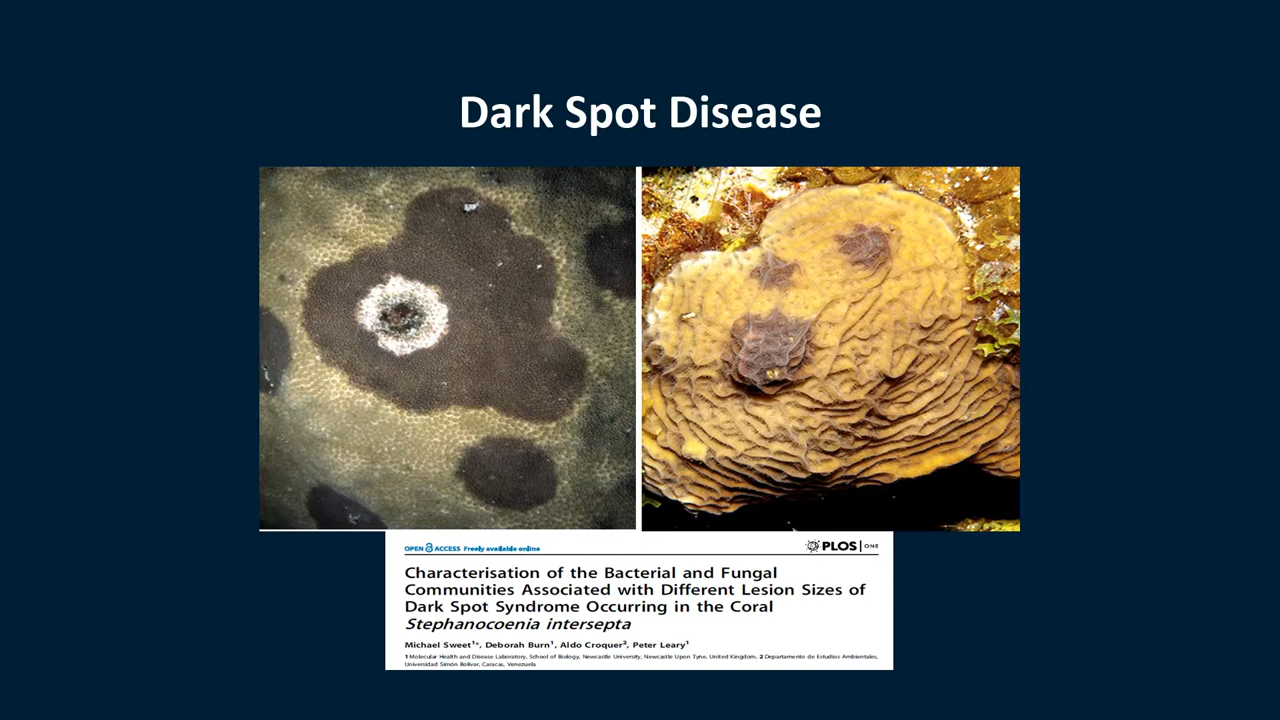 Dark Spot Disease
OPEN ACCESS Freely available online
PLOS ONE
Characterisation of the Bacterial and Fungal
Communities Associated with Different Lesion Sizes of
Dark Spot Syndrome Occurring in the Coral
Stephanocoenia intersepta
Michael Sweet1*, Deborah Burn1, Aldo Croquer2, Peter Leary1
1 Molecular Health and Disease Laboratory, School of Biology, Newcastle University, Newcastle Upon Tyne, United Kingdom, 2 Departamento de Estudios Ambientales,
Universidad Simón Bolívar, Caracas, Venezuela